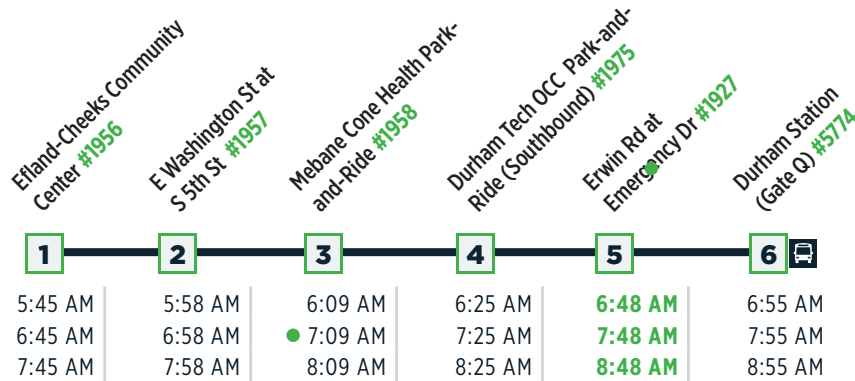 Efland-Cheeks Community
Center #1956
E Washington St at
S 5th St #1957
Mebane Cone Health Park-
and-Ride #1958
Durham Tech OCC Park-and-
Ride (Southbound) #1975
Erwin Rd at
Emergency Dr #1927
Durham Station
(Gate Q) #5774
1 2 3 4 5 6
5:45 AM 5:58 AM 6:09 AM 6:25 AM 6:48 AM 6:55 AM
6:45 AM 6:58 AM 7:09 AM 7:25 AM 7:48 AM 7:55 AM
7:45 AM 7:58 AM 8:09 AM 8:25 AM 8:48 AM 8:55 AM